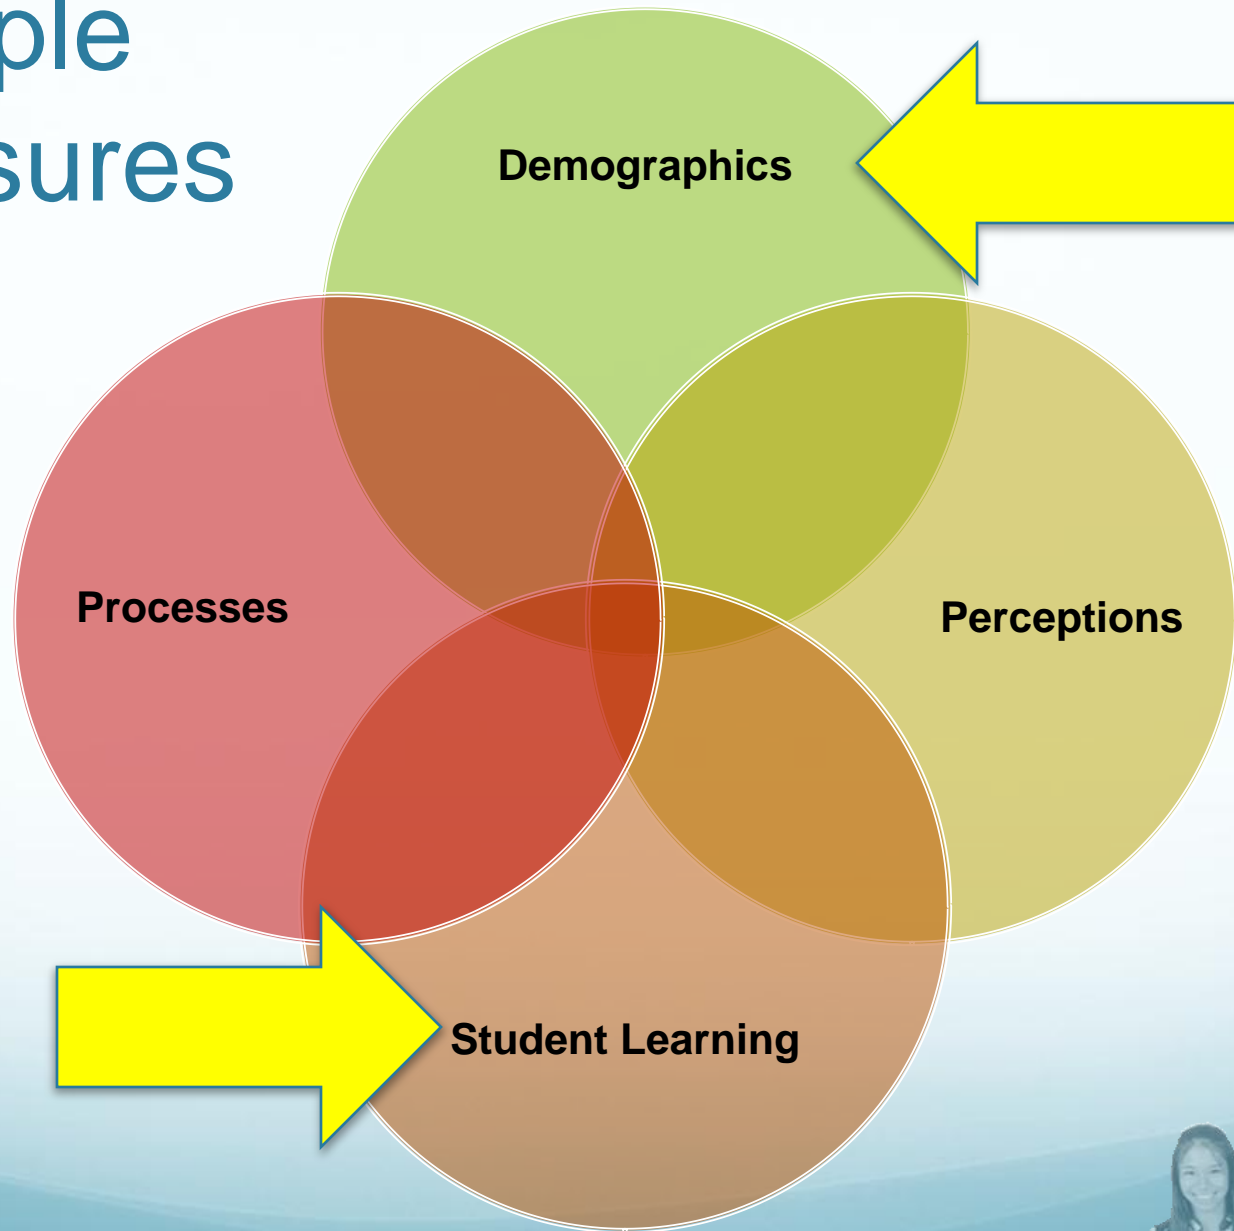 ple
sures
Demographics
Processes
Perceptions
Student Learning